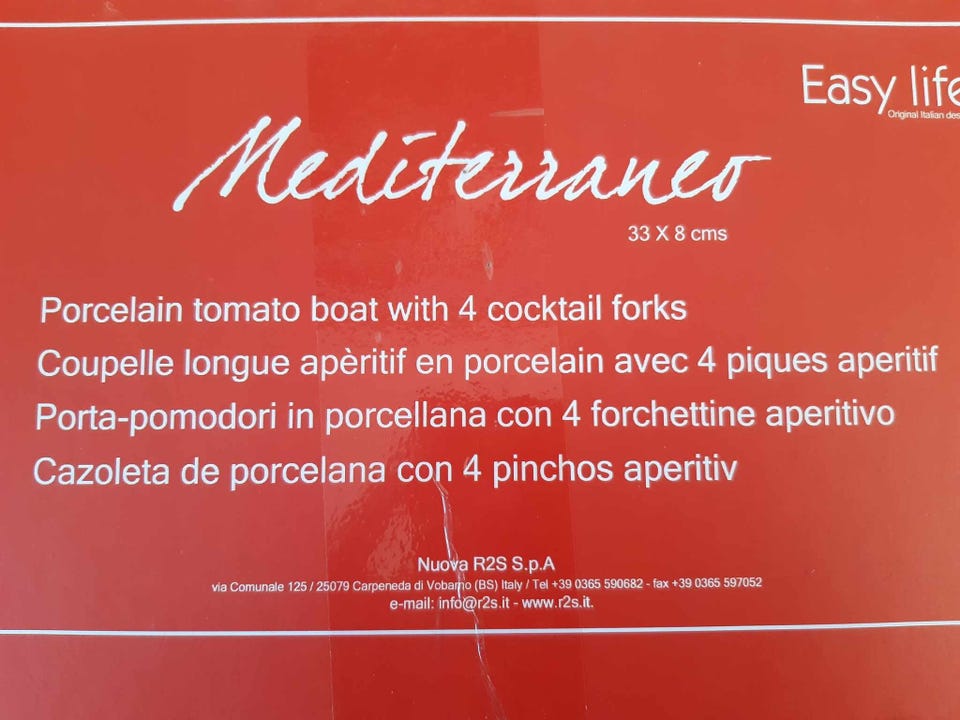 Easy life
Original Italian des
Mediterraneo
33 X 8 cms
Porcelain tomato boat with 4 cocktail forks
Coupelle longue apèritif en porcelain avec 4 piques aperitif
Porta-pomodori in porcellana con 4 forchettine aperitivo
Cazoleta de porcelana con 4 pinchos aperitiv
Nuova R2S S.p.A
via Comunale 125 / 25079 Carpeneda di Vobarno (BS) Italy / Tel +39 0365 590682 - fax +39 0365 597052
e-mail: info@r2s.it - www.r2s.it.